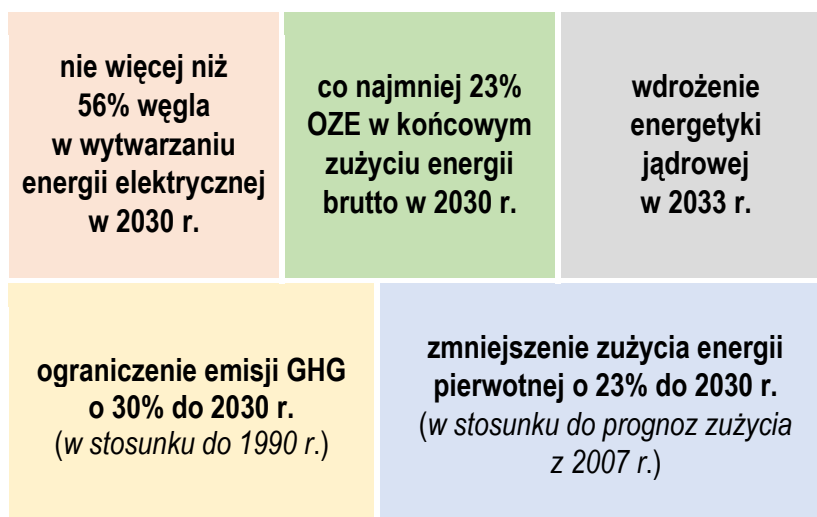 nie więcej niż
56% węgla
w wytwarzaniu
energii elektrycznej
w 2030 r.
co najmniej 23%
OZE w końcowym
zużyciu energii
brutto w 2030 r.
wdrożenie
energetyki
jądrowej
w 2033 r.
ograniczenie emisji GHG
o 30% do 2030 r.
(w stosunku do 1990 r.)
zmniejszenie zużycia energii
pierwotnej o 23% do 2030 r.
(w stosunku do prognoz zużycia
z 2007 r.)